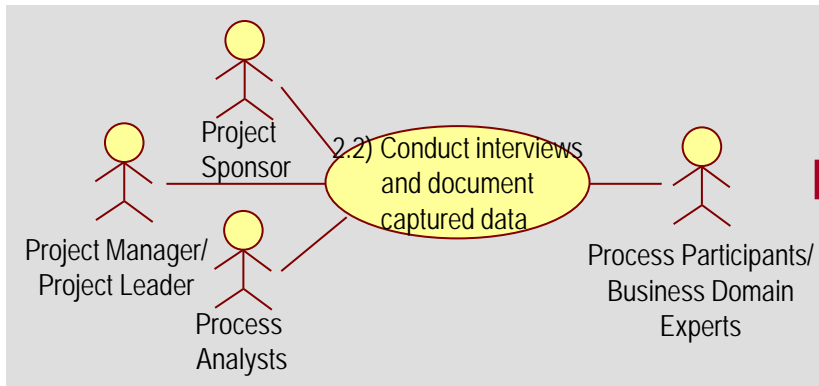 Project
Sponsor
2.2) Conduct interviews
and document
captured data
Project Manager/
Project Leader
Process
Analysts
Process Participants/
Business Domain
Experts